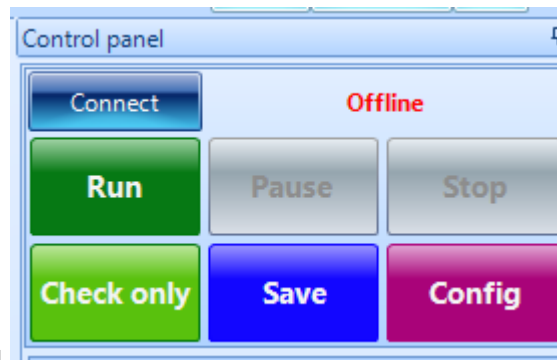 Control panel
Connect Offline
Run Pause Stop
Check only Save Config